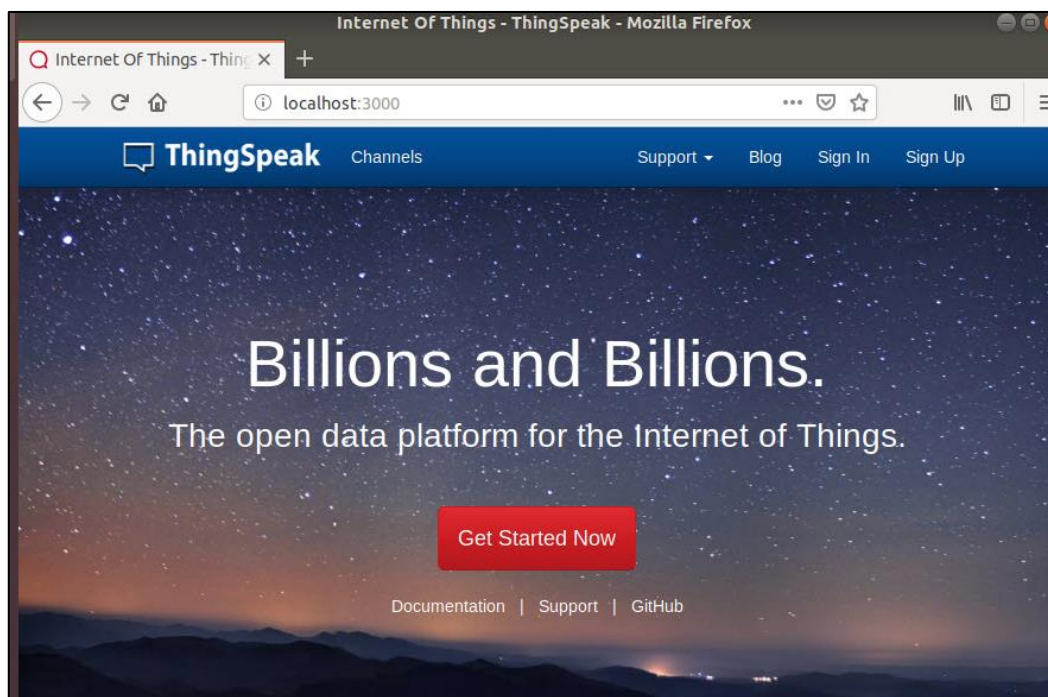 Internet Of Things - ThingSpeak - Mozilla Firefox
Internet Of Things - Thing
localhost:3000
ThingSpeak Channels Support Blog Sign In Sign Up
Billions and Billions.
The open data platform for the Internet of Things.
Get Started Now
Documentation | Support | GitHub